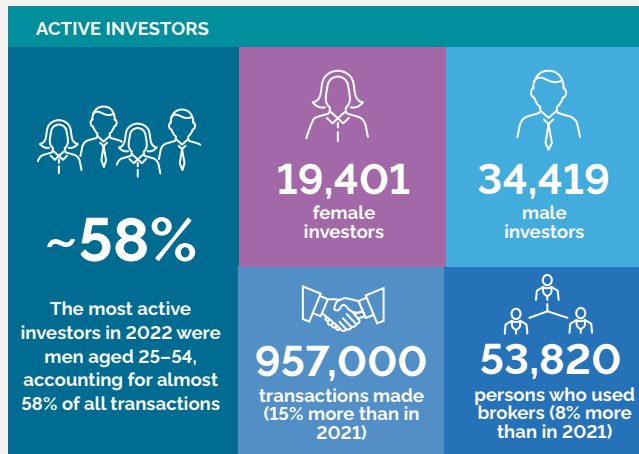 ACTIVE INVESTORS
~58%
The most active
investors in 2022 were
men aged 25–54,
accounting for almost
58% of all transactions
19,401
female
investors
34,419
male
investors
957,000
transactions made
(15% more than in
2021)
53,820
persons who used
brokers (8% more
than in 2021)